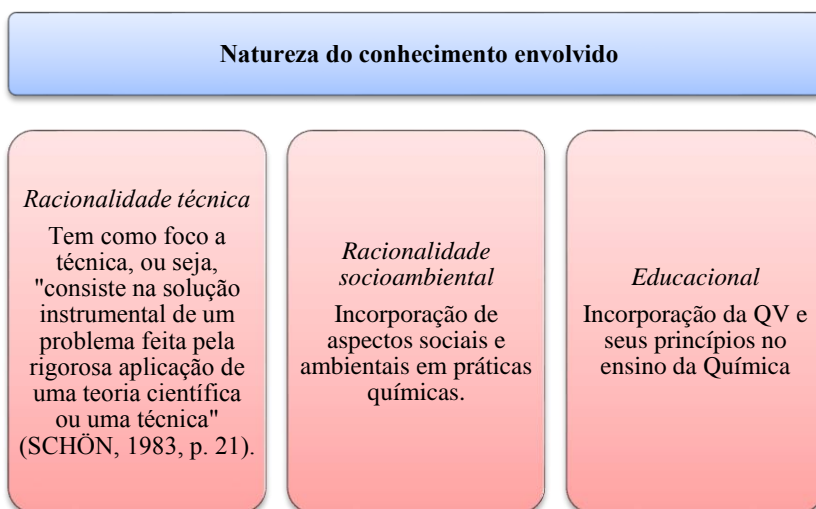 Natureza do conhecimento envolvido
Racionalidade técnica
Tem como foco a
técnica, ou seja,
"consiste na solução
instrumental de um
problema feita pela
rigorosa aplicação de
uma teoria científica
ou uma técnica"
(SCHÖN, 1983, p. 21).
Racionalidade
socioambiental
Incorporação de
aspectos sociais e
ambientais em práticas
químicas.
Educacional
Incorporação da QV e
seus princípios no
ensino da Química